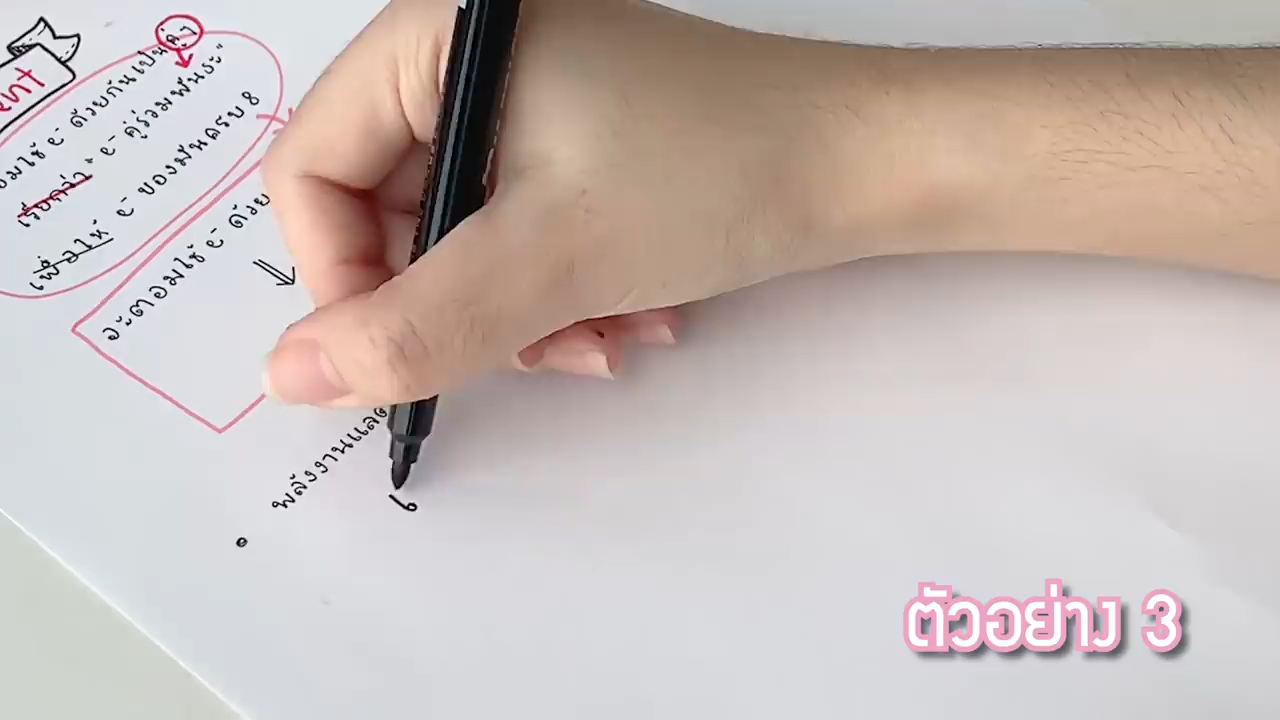 ent
อมใช้ e⁻ ด้วยกันเป็นคู่ๆ
เรียกว่า "e⁻ คู่ร่วมพันธะ"
เพื่อให้ e⁻ ของมันครบ 8
อะตอมใช้ e⁻ ด้วย
⇓
• พลังงานแลต
เ
ตัวอย่าง 3